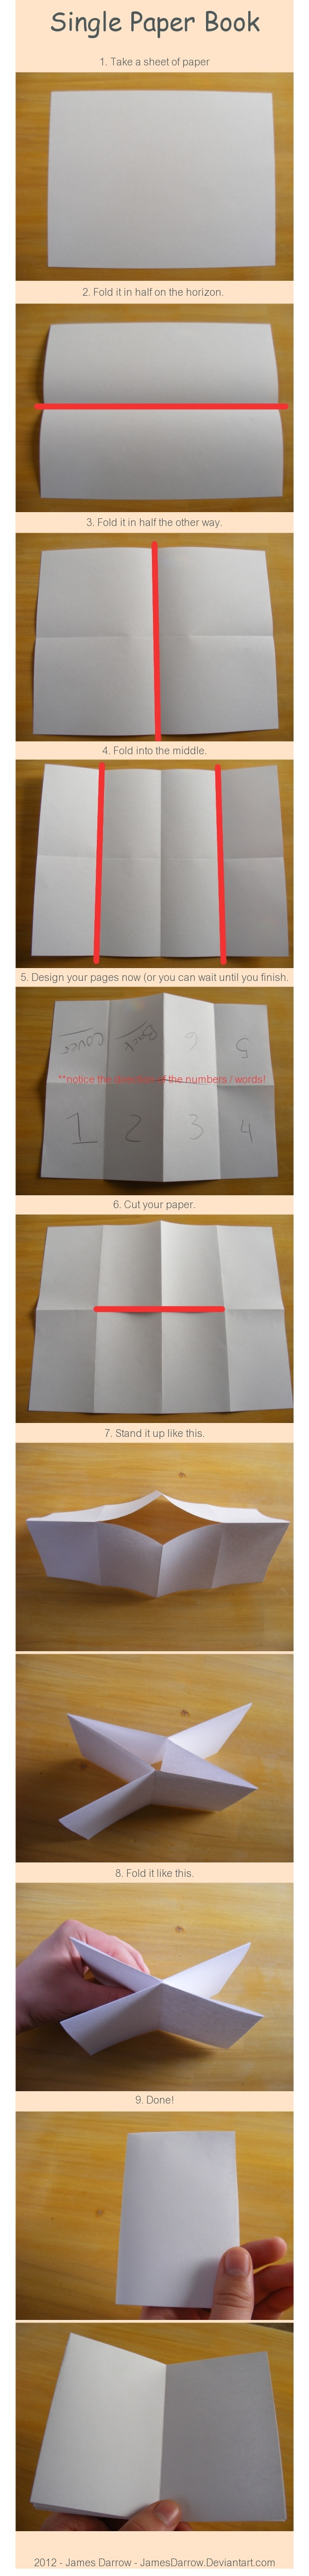 Single Paper Book
1. Take a sheet of paper
2. Fold it in half on the horizon.
3. Fold it in half the other way.
4. Fold into the middle.
5. Design your pages now (or you can wait until you finish.
Cover Back 6 5
**notice the direction of the numbers / words!
1 2 3 4
6. Cut your paper.
7. Stand it up like this.
8. Fold it like this.
9. Done!
2012 - James Darrow - JamesDarrow.Deviantart.com